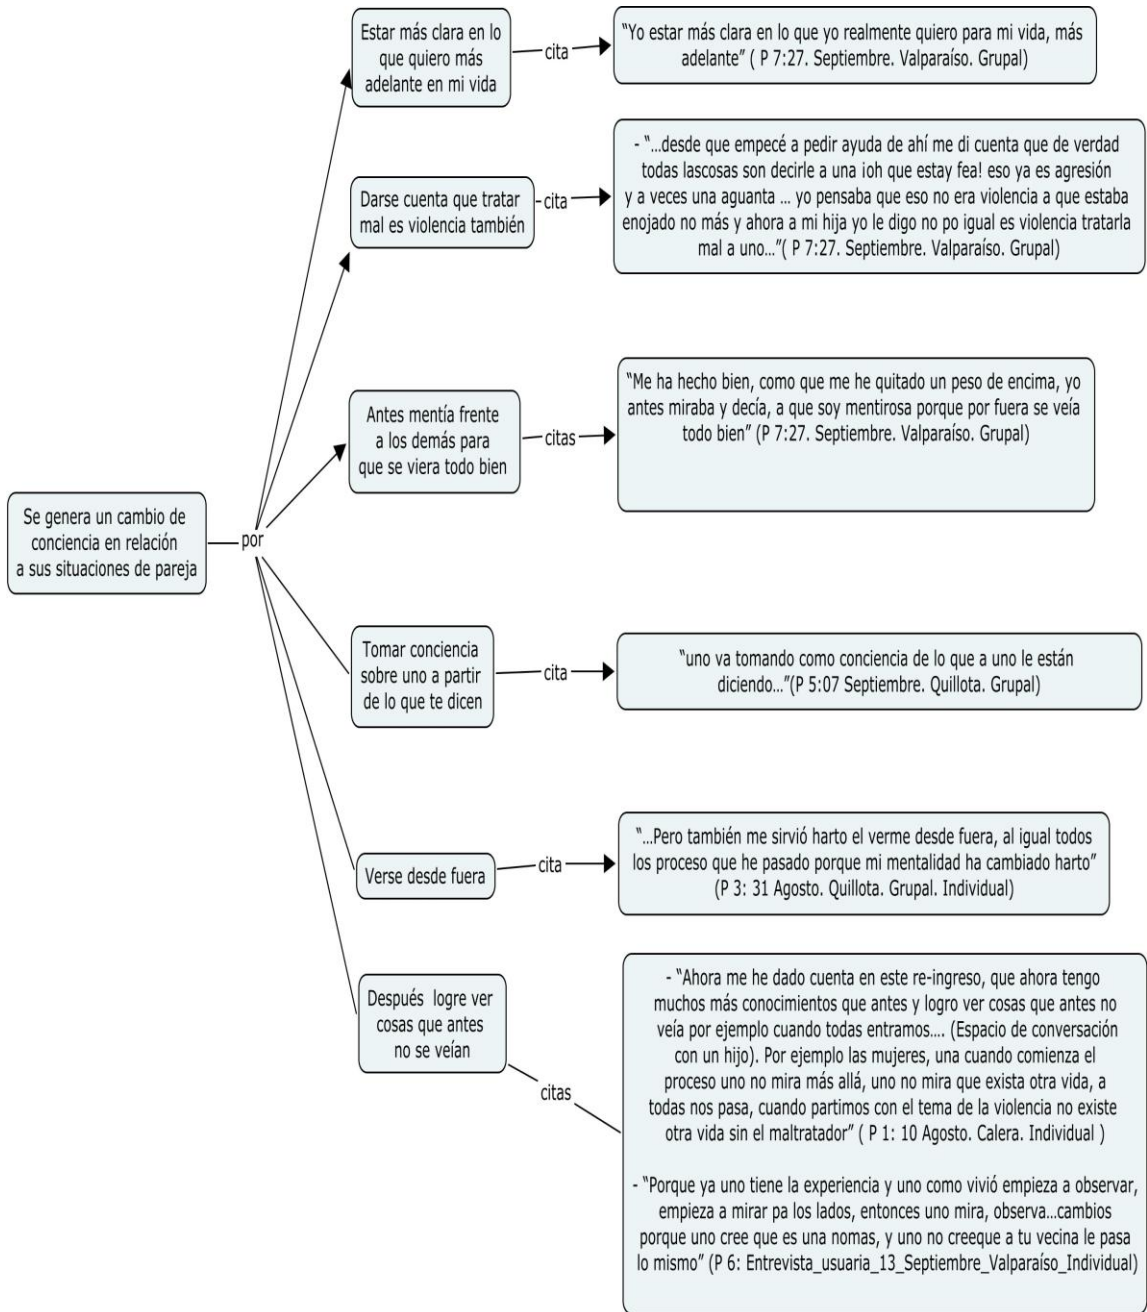 Estar más clara en lo
que quiero más
adelante en mi vida
cita
“Yo estar más clara en lo que yo realmente quiero para mi vida, más
adelante” ( P 7:27. Septiembre. Valparaíso. Grupal)
Darse cuenta que tratar
mal es violencia también
cita
- “...desde que empecé a pedir ayuda de ahí me di cuenta que de verdad
todas lascosas son decirle a una ¡oh que estay fea! eso ya es agresión
y a veces una aguanta ... yo pensaba que eso no era violencia a que estaba
enojado no más y ahora a mi hija yo le digo no po igual es violencia tratarla
mal a uno...”( P 7:27. Septiembre. Valparaíso. Grupal)
Antes mentía frente
a los demás para
que se viera todo bien
citas
“Me ha hecho bien, como que me he quitado un peso de encima, yo
antes miraba y decía, a que soy mentirosa porque por fuera se veía
todo bien” (P 7:27. Septiembre. Valparaíso. Grupal)
Se genera un cambio de
conciencia en relación
a sus situaciones de pareja
por
Tomar conciencia
sobre uno a partir
de lo que te dicen
cita
“uno va tomando como conciencia de lo que a uno le están
diciendo...”(P 5:07 Septiembre. Quillota. Grupal)
Verse desde fuera
cita
“...Pero también me sirvió harto el verme desde fuera, al igual todos
los proceso que he pasado porque mi mentalidad ha cambiado harto”
(P 3: 31 Agosto. Quillota. Grupal. Individual)
Después logre ver
cosas que antes
no se veían
citas
- “Ahora me he dado cuenta en este re-ingreso, que ahora tengo
muchos más conocimientos que antes y logro ver cosas que antes no
veía por ejemplo cuando todas entramos.... (Espacio de conversación
con un hijo). Por ejemplo las mujeres, una cuando comienza el
proceso uno no mira más allá, uno no mira que exista otra vida, a
todas nos pasa, cuando partimos con el tema de la violencia no existe
otra vida sin el maltratador” ( P 1: 10 Agosto. Calera. Individual )
- “Porque ya uno tiene la experiencia y uno como vivió empieza a observar,
empieza a mirar pa los lados, entonces uno mira, observa...cambios
porque uno cree que es una nomas, y uno no creeque a tu vecina le pasa
lo mismo” (P 6: Entrevista_usuaria_13_Septiembre_Valparaíso_Individual)